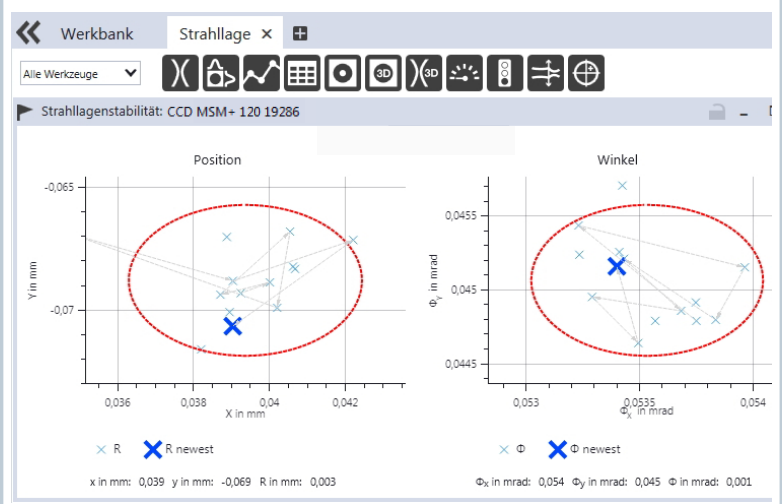 Werkbank Strahllage ×
Alle Werkzeuge
3D 3D
Strahllagenstabilität: CCD MSM+ 120 19286
Position
-0,065
Y in mm
-0,07
0,036 0,038 0,04 0,042
X in mm
R R newest
x in mm: 0,039 y in mm: -0,069 R in mm: 0,003
Winkel
0,0455
Φy in mrad
0,045
0,0445
0,053 0,0535 0,054
Φx in mrad
Φ Φ newest
Φx in mrad: 0,054 Φy in mrad: 0,045 Φ in mrad: 0,001